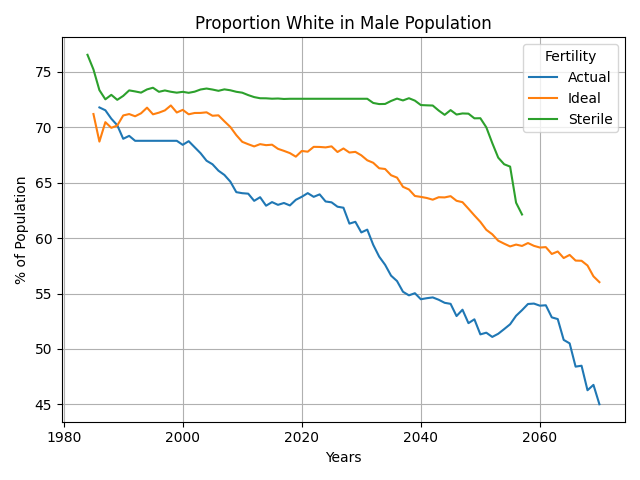 Proportion White in Male Population
Fertility
Actual
Ideal
Sterile
% of Population
75
70
65
60
55
50
45
1980
2000
2020
2040
2060
Years